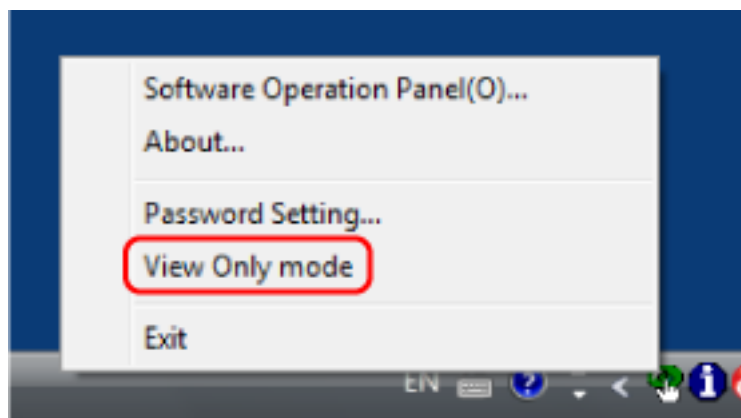 Software Operation Panel(O)...
About...
Password Setting...
View Only mode
Exit
EN